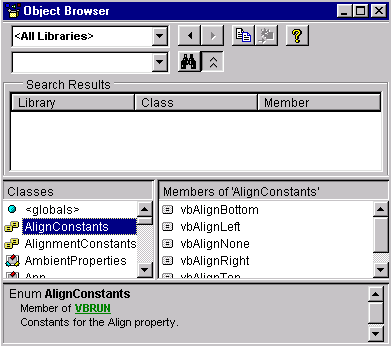 Object Browser
<All Libraries>
Search Results
Library Class Member
Classes
Members of 'AlignConstants'
<globals>
AlignConstants
AlignmentConstants
AmbientProperties
App
vbAlignBottom
vbAlignLeft
vbAlignNone
vbAlignRight
vbAlignTop
Enum AlignConstants
Member of VBRUN
Constants for the Align property.